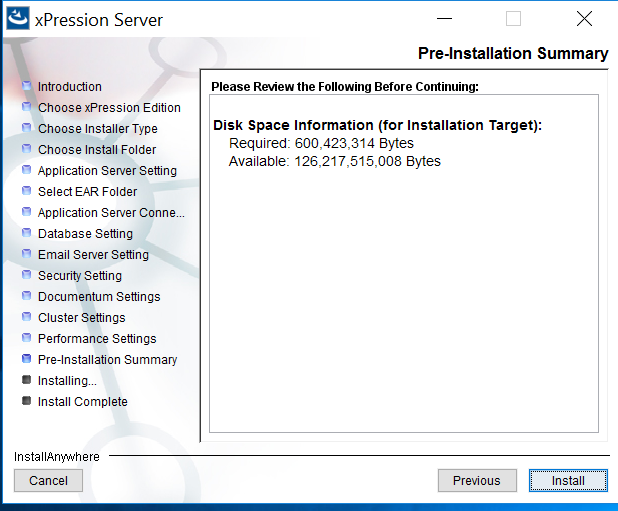 xPression Server
Pre-Installation Summary
Introduction
Choose xPression Edition
Choose Installer Type
Choose Install Folder
Application Server Setting
Select EAR Folder
Application Server Conne...
Database Setting
Email Server Setting
Security Setting
Documentum Settings
Cluster Settings
Performance Settings
Pre-Installation Summary
Installing...
Install Complete
Please Review the Following Before Continuing:
Disk Space Information (for Installation Target):
Required: 600,423,314 Bytes
Available: 126,217,515,008 Bytes
InstallAnywhere
Cancel
Previous
Install